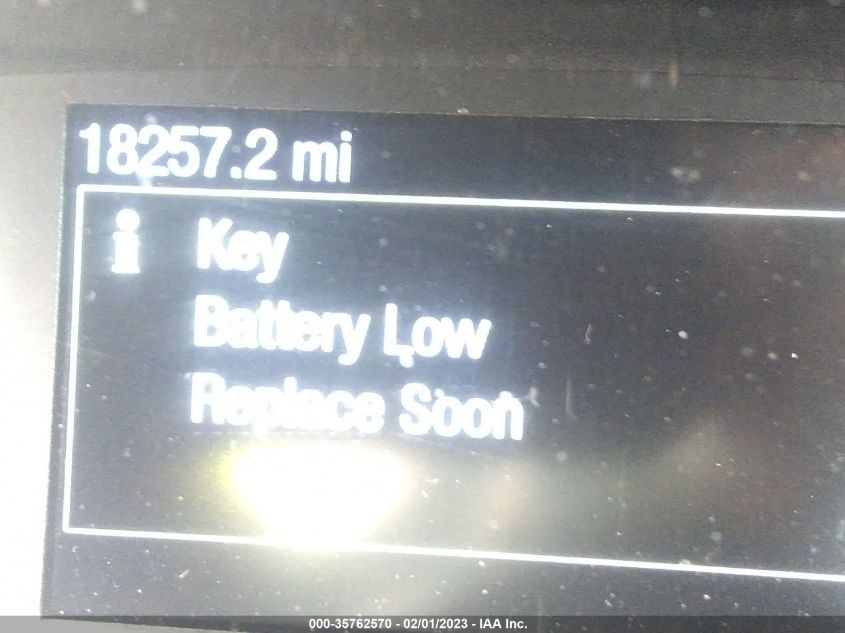 18257.2 mi
i Key
Battery Low
Replace Soon
000-35762570 - 02/01/2023 - IAA Inc.